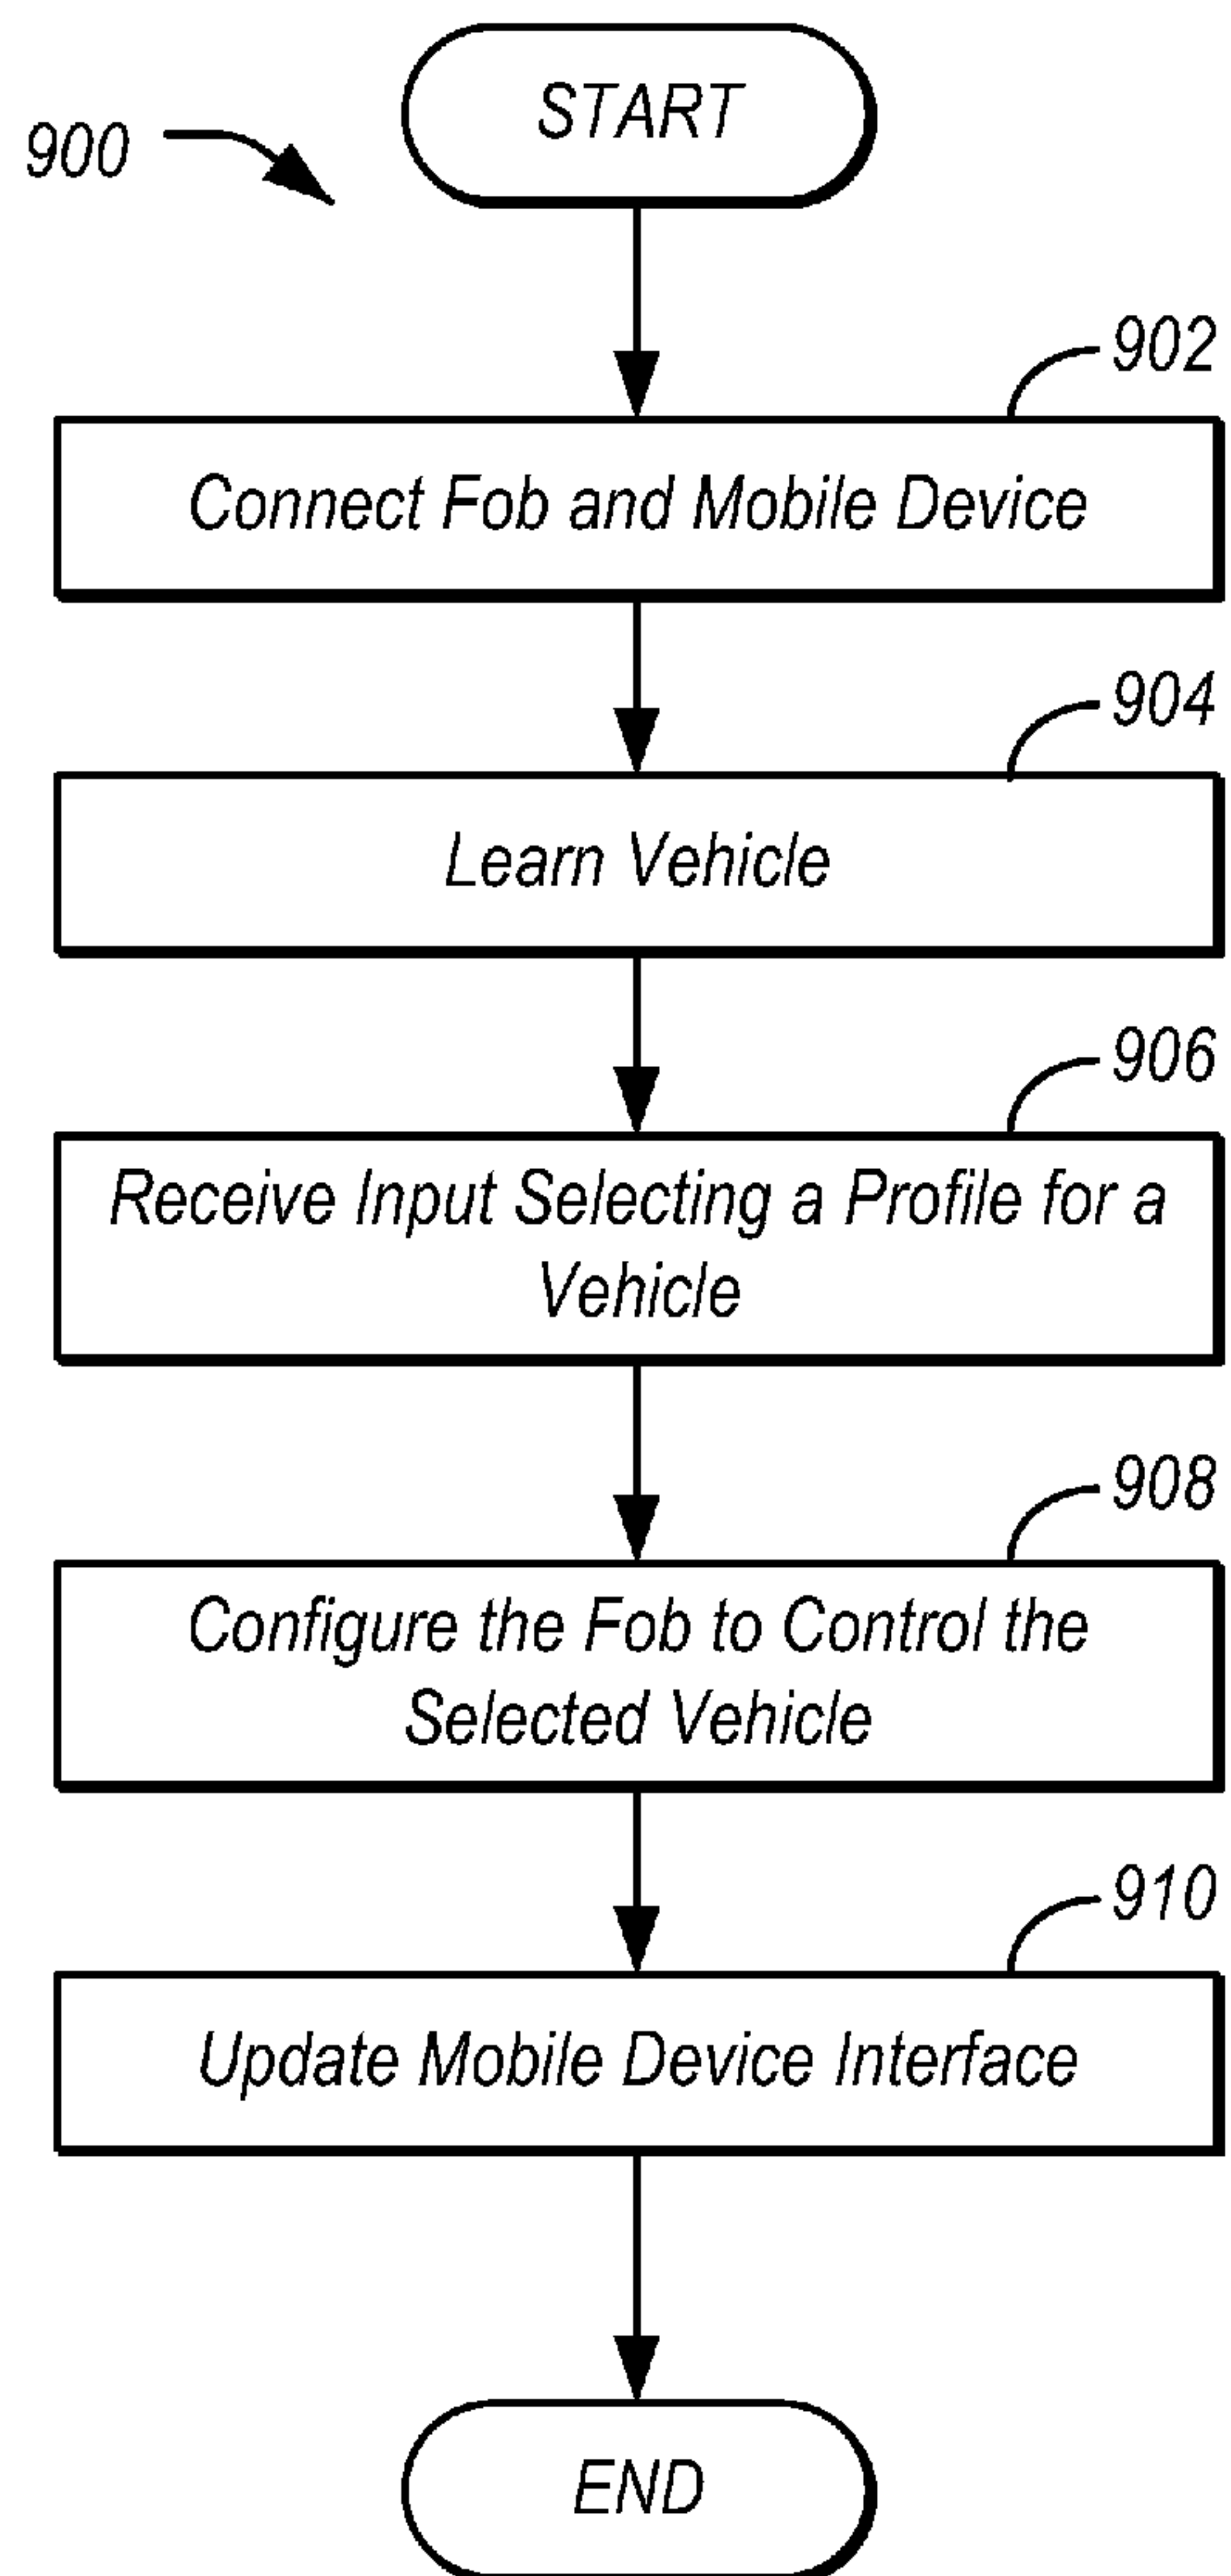 START
900
902
Connect Fob and Mobile Device
904
Learn Vehicle
906
Receive Input Selecting a Profile for a
Vehicle
908
Configure the Fob to Control the
Selected Vehicle
910
Update Mobile Device Interface
END